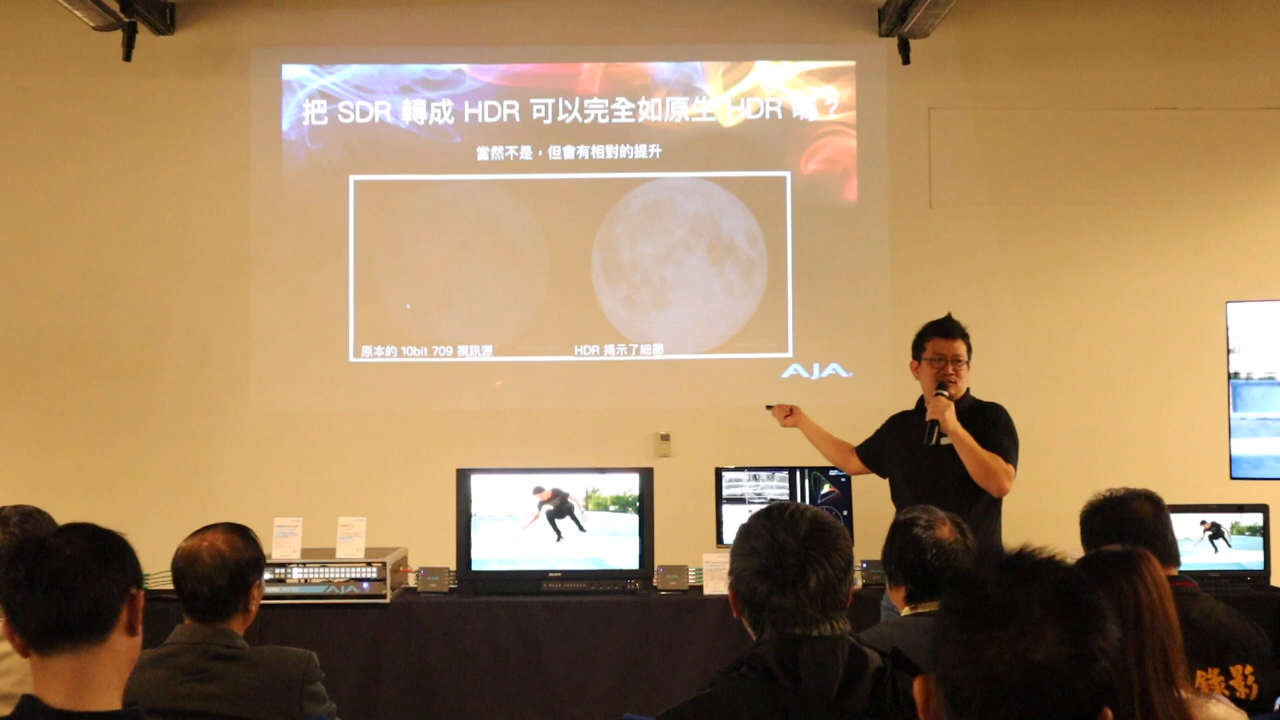 把 SDR 轉成 HDR 可以完全如原生 HDR 嗎？
當然不是，但會有相對的提升
原本的 10bit 709 視訊源
HDR 揭示了細節
AJA
AJA
錄影